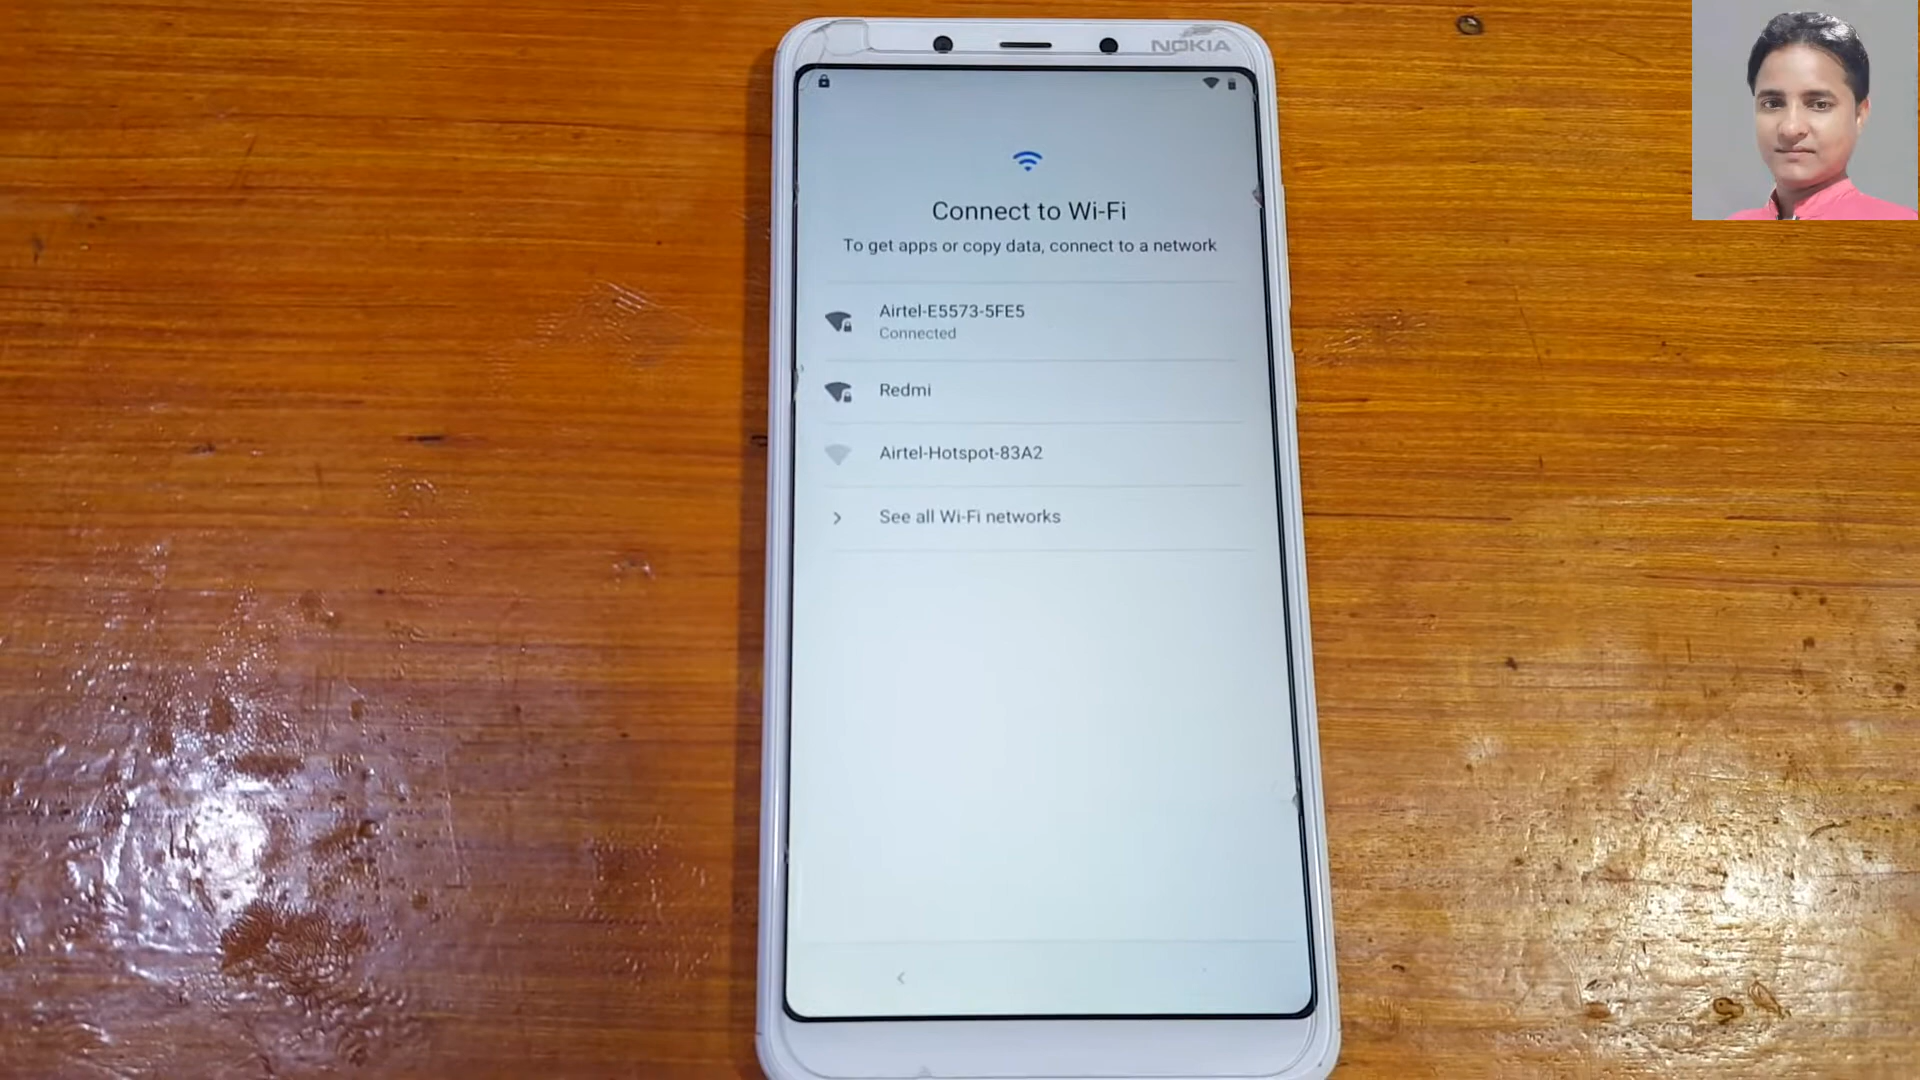 NOKIA
Connect to Wi-Fi
To get apps or copy data, connect to a network
Airtel-E5573-5FE5
Connected
Redmi
Airtel-Hotspot-83A2
See all Wi-Fi networks